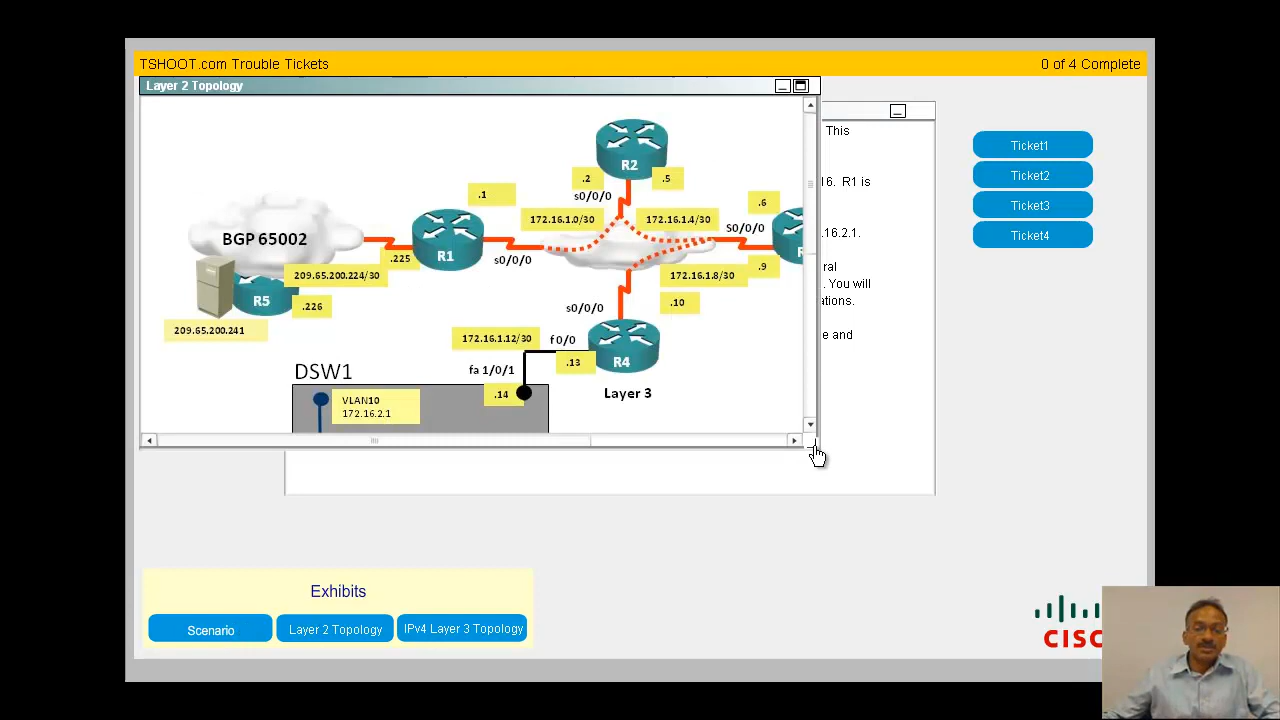 TSHOOT.com Trouble Tickets
0 of 4 Complete
Layer 2 Topology
This
16. R1 is
.16.2.1.
ral
. You will
ations.
e and
Ticket1
Ticket2
Ticket3
Ticket4
R2
.2
.5
s0/0/0
.1
172.16.1.0/30
172.16.1.4/30
.6
S0/0/0
BGP 65002
R1
.225
s0/0/0
209.65.200.224/30
172.16.1.8/30
.9
R5
.226
.10
s0/0/0
209.65.200.241
172.16.1.12/30
f0/0
.13
R4
fa 1/0/1
DSW1
.14
Layer 3
VLAN10
172.16.2.1
Exhibits
Scenario
Layer 2 Topology
IPv4 Layer 3 Topology
CISC